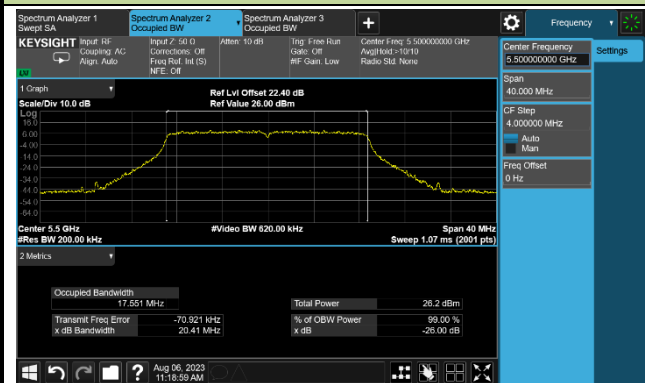 Spectrum Analyzer 1
Swept SA
Spectrum Analyzer 2
Occupied BW
Spectrum Analyzer 3
Occupied BW
+
Frequency
KEYSIGHT
Input: RF
Coupling: AC
Align: Auto
Input Z: 50 Ω
Corrections: Off
Freq Ref: Int (S)
NFE: Off
Atten: 10 dB
Trig: Free Run
Gate: Off
#IF Gain: Low
Center Freq: 5.500000000 GHz
Avg|Hold:>10/10
Radio Std: None
Center Frequency
5.500000000 GHz
Settings
Span
40.000 MHz
CF Step
4.000000 MHz
Auto
Man
Freq Offset
0 Hz
1 Graph
Scale/Div 10.0 dB
Ref Lvl Offset 22.40 dB
Ref Value 26.00 dBm
Log
16.0
6.00
-4.00
-14.0
-24.0
-34.0
-44.0
-54.0
-64.0
Center 5.5 GHz
#Video BW 620.00 kHz
Span 40 MHz
#Res BW 200.00 kHz
Sweep 1.07 ms (2001 pts)
2 Metrics
Occupied Bandwidth
17.551 MHz
Total Power
26.2 dBm
Transmit Freq Error
-70.921 kHz
% of OBW Power
99.00 %
x dB Bandwidth
20.41 MHz
x dB
-26.00 dB
?
Aug 06, 2023
11:18:59 AM